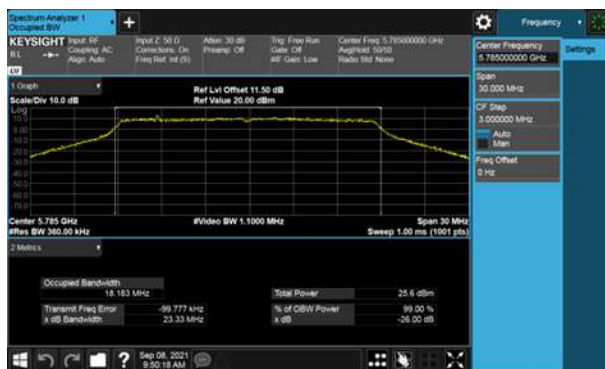 Spectrum Analyzer 1
Occupied BW
Frequency
KEYSIGHT
Input: RF
Coupling: AC
Align: Auto
Input Z: 50 Ω
Corrections: On
Freq Ref: Int (S)
Atten: 30 dB
Preamp: Off
Trig: Free Run
Gate: Off
#IF Gain: Low
Center Freq: 5.785000000 GHz
Avg|Hold: 50/50
Radio Std: None
Center Frequency
5.785000000 GHz
Settings
Span
30.000 MHz
CF Step
3.000000 MHz
Auto
Man
Freq Offset
0 Hz
1 Graph
Scale/Div 10.0 dB
Ref Lvl Offset 11.50 dB
Ref Value 20.00 dBm
Log
10.0
0.00
Center 5.785 GHz
#Res BW 360.00 kHz
#Video BW 1.1000 MHz
Span 30 MHz
Sweep 1.00 ms (1001 pts)
2 Metrics
Occupied Bandwidth
18.163 MHz
Total Power
25.6 dBm
Transmit Freq Error
-99.777 kHz
% of OBW Power
99.00 %
x dB Bandwidth
23.33 MHz
x dB
-26.00 dB
Sep 08, 2021
9:50:18 AM